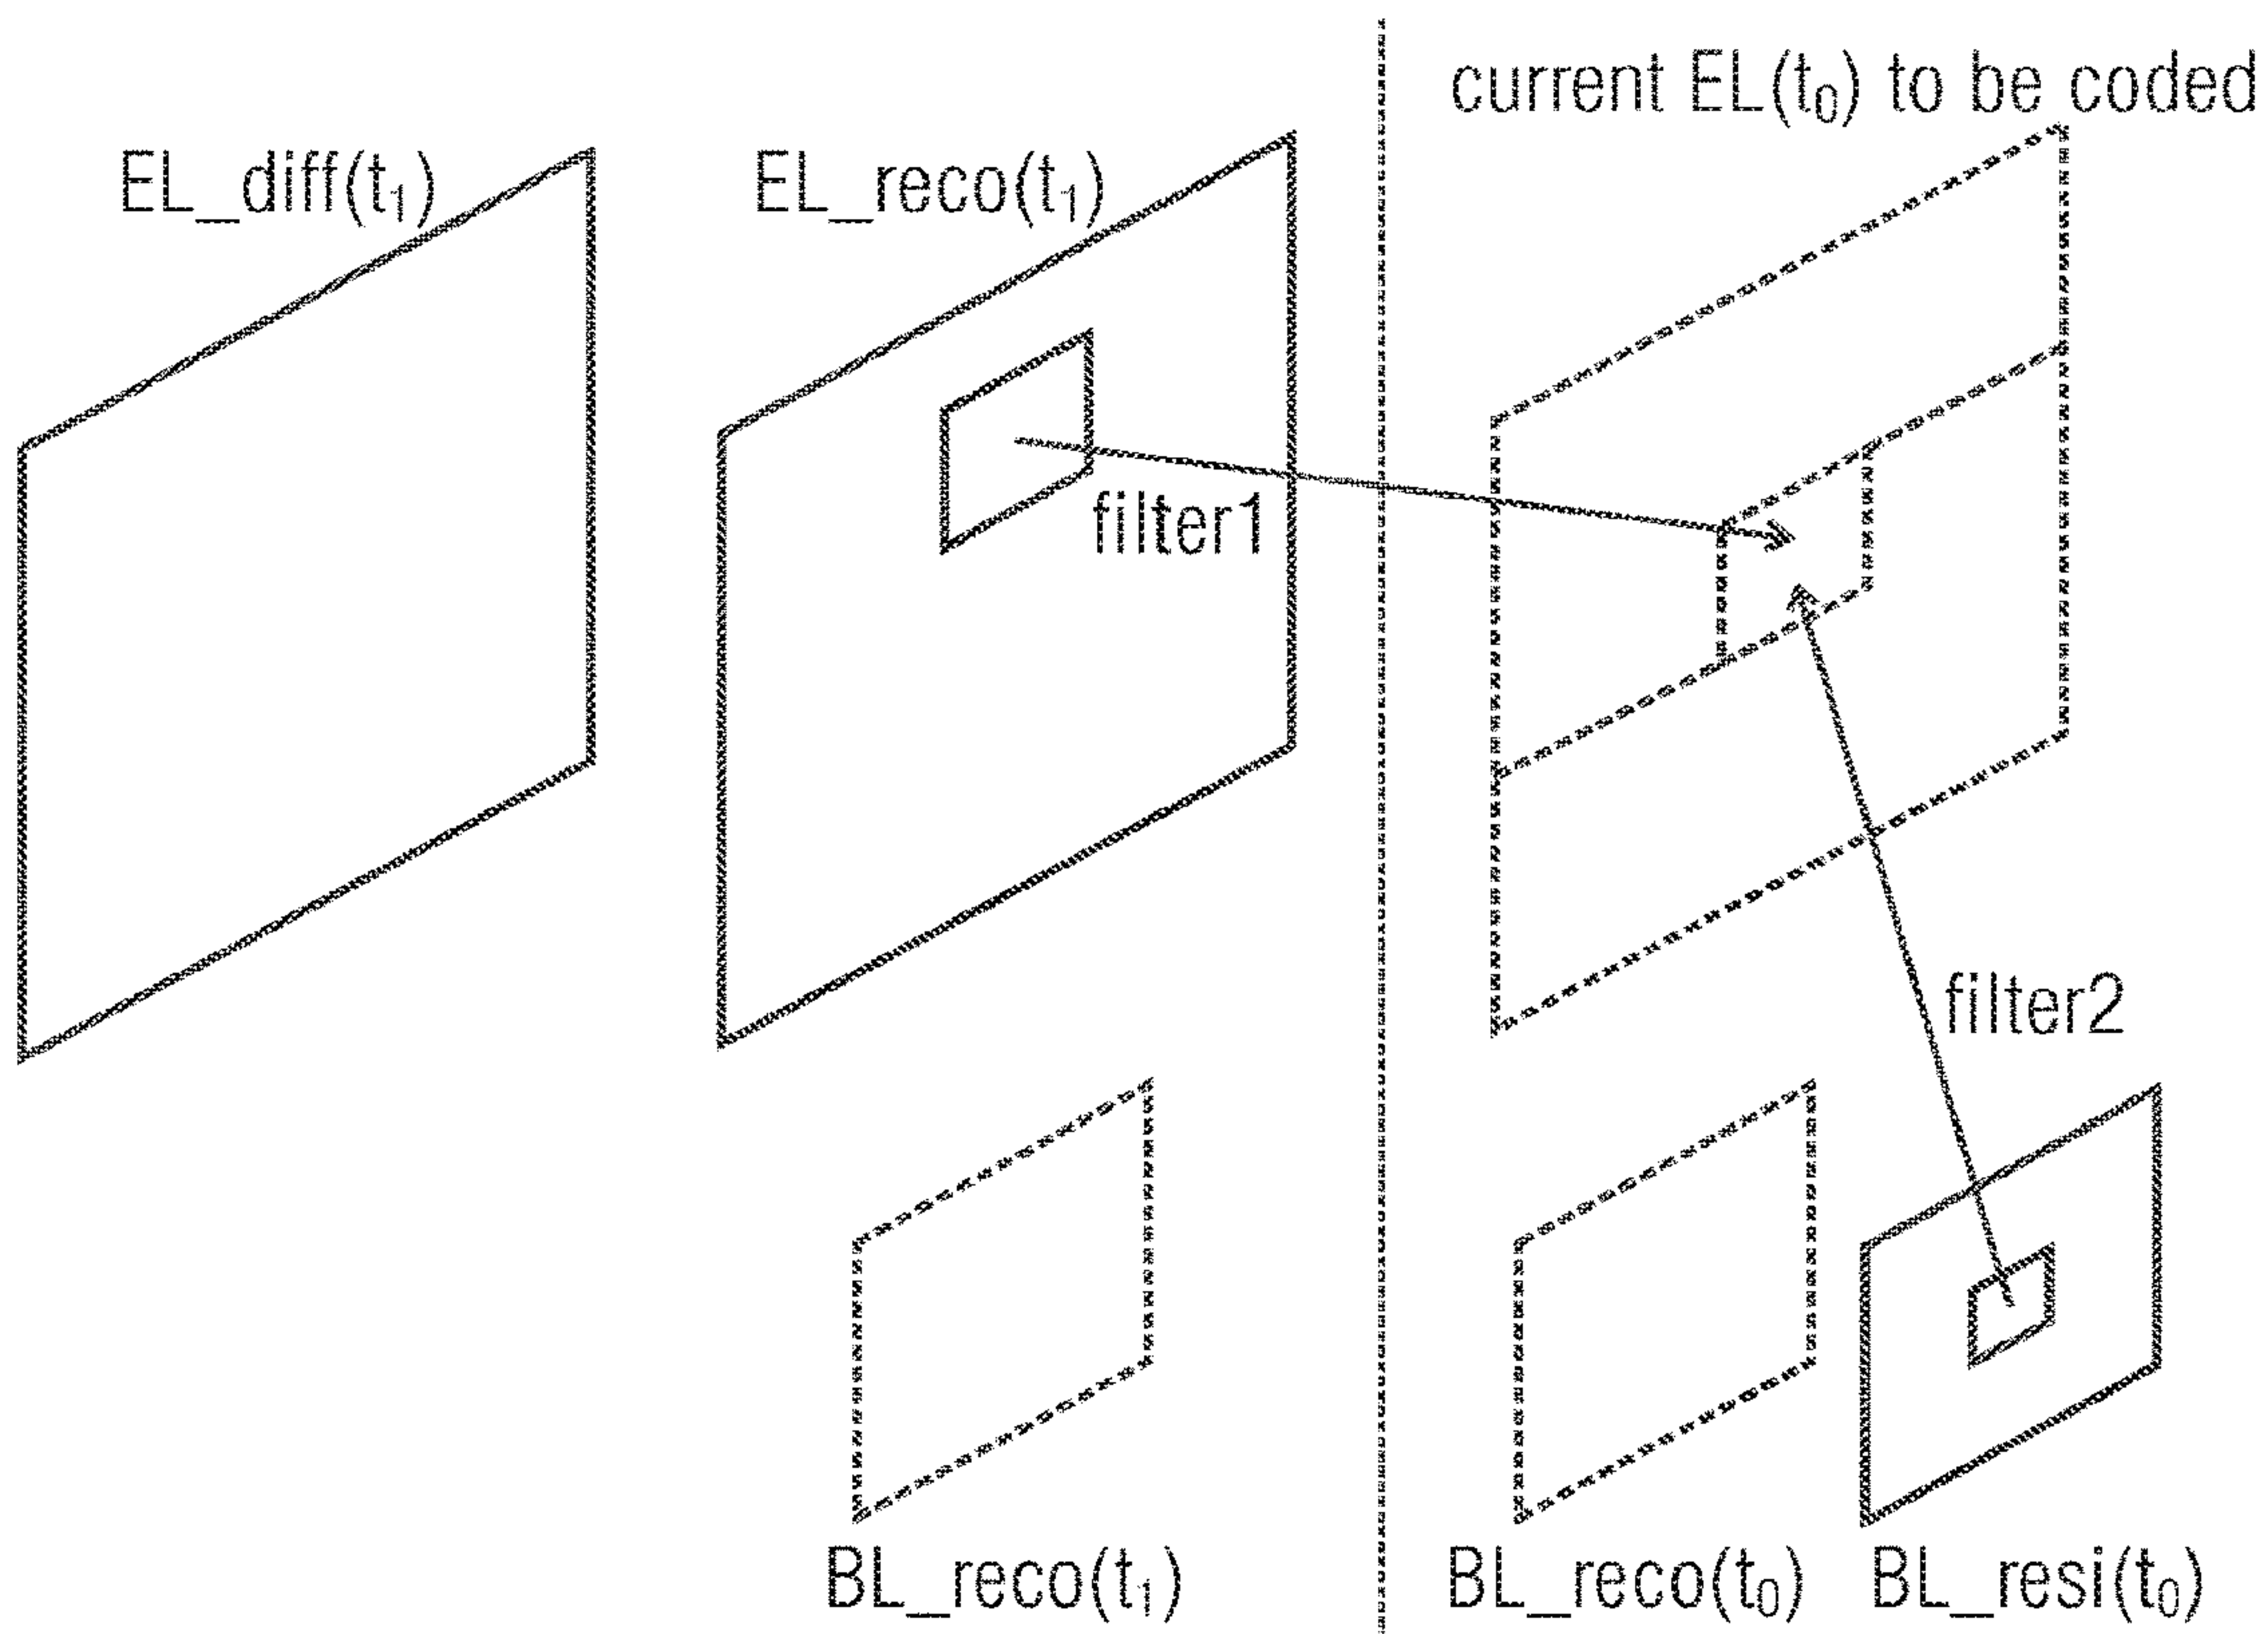 current EL(t₀) to be coded
EL_diff(t₁)
EL_reco(t₁)
filter1
filter2
BL_reco(t₁)
BL_reco(t₀)
BL_resi(t₀)